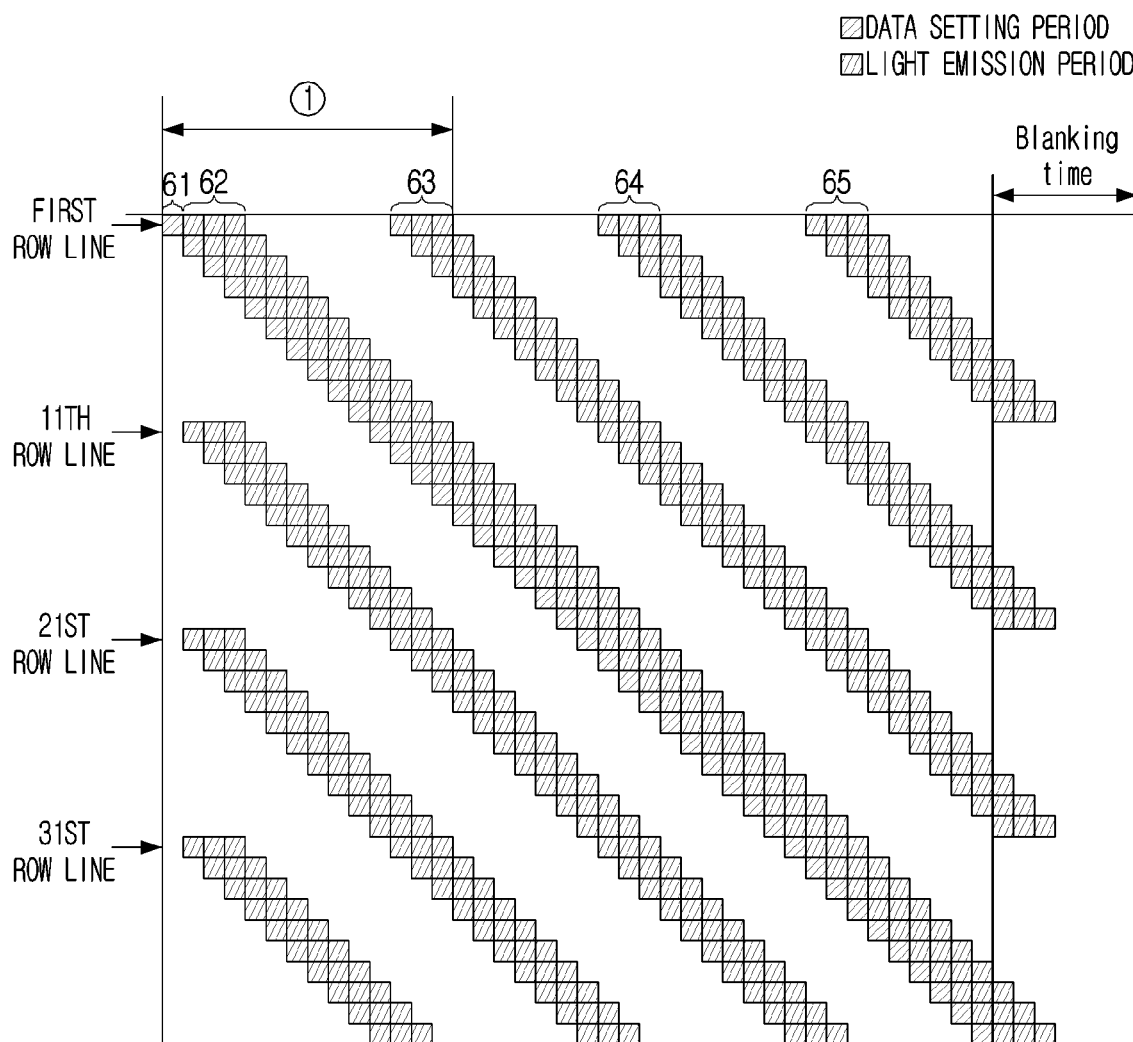 DATA SETTING PERIOD
LIGHT EMISSION PERIOD
①
Blanking
time
61 62 63 64 65
FIRST
ROW LINE
11TH
ROW LINE
21ST
ROW LINE
31ST
ROW LINE